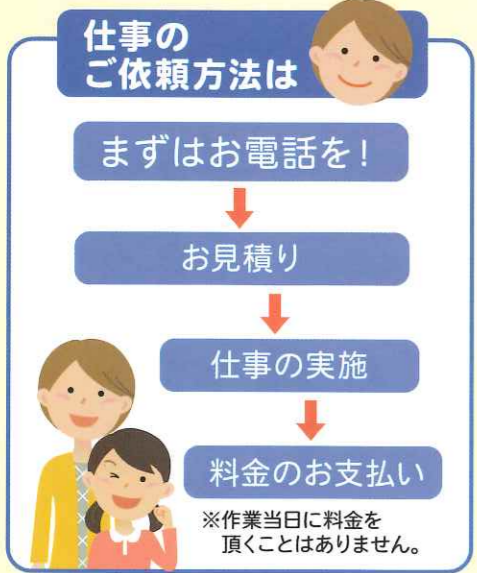 仕事の
ご依頼方法は
まずはお電話を!
お見積り
仕事の実施
料金のお支払い
※作業当日に料金を
頂くことはありません。